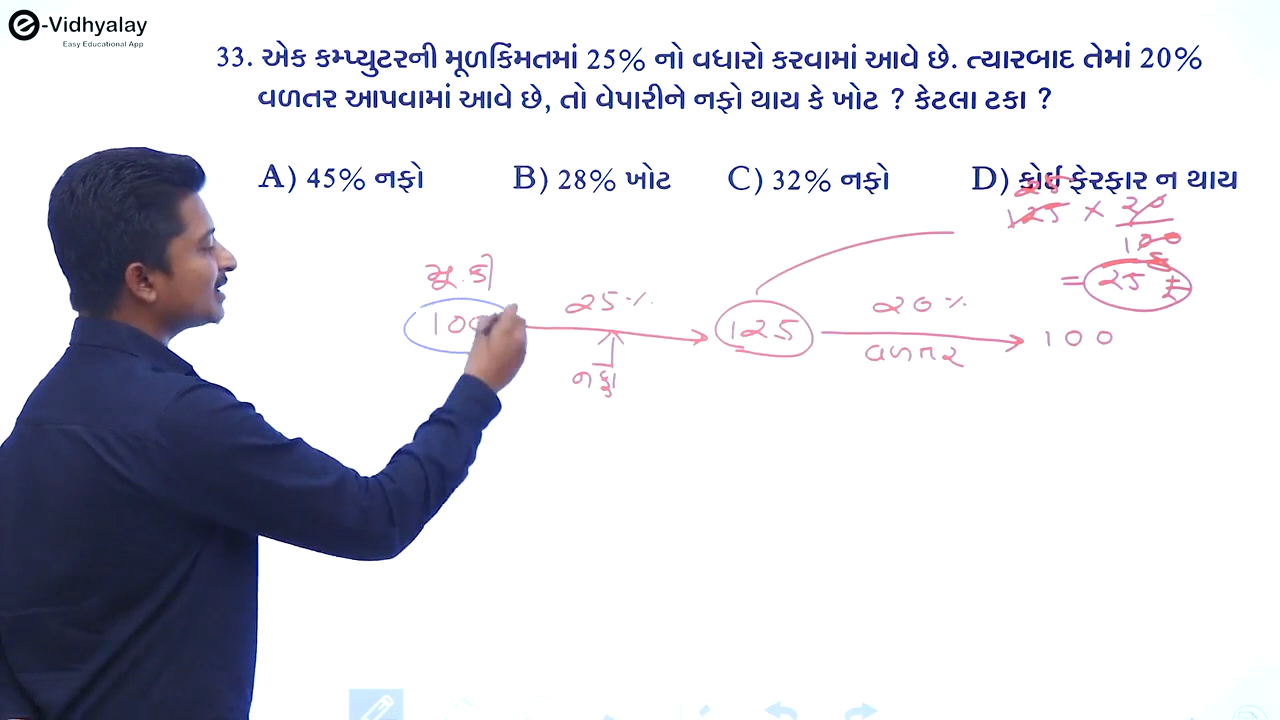 e-Vidhyalay
Easy Educational App
33. એક કમ્પ્યુટરની મૂળકિંમતમાં 25% નો વધારો કરવામાં આવે છે. ત્યારબાદ તેમાં 20%
વળતર આપવામાં આવે છે, તો વેપારીને નફો થાય કે ખોટ ? કેટલા ટકા ?
A) 45% નફો B) 28% ખોટ C) 32% નફો D) કોઈ ફેરફાર ન થાય
25
125 × 20
100
5
= 25 ₹
મૂ.કિં
100 25% 125 20% 100
નફો વળતર